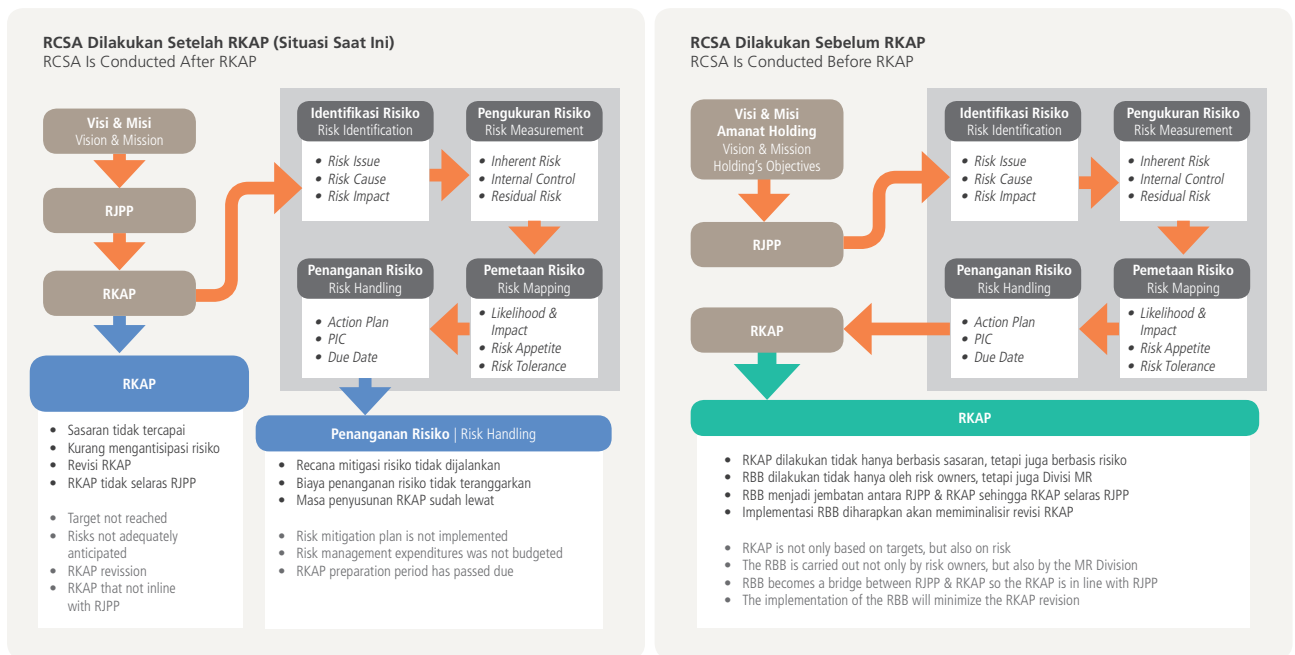 RCSA Dilakukan Setelah RKAP (Situasi Saat Ini)
RCSA Is Conducted After RKAP
Visi & Misi
Vision & Mission
RJPP
RKAP
Identifikasi Risiko
Risk Identification
• Risk Issue
• Risk Cause
• Risk Impact
Pengukuran Risiko
Risk Measurement
• Inherent Risk
• Internal Control
• Residual Risk
Penanganan Risiko
Risk Handling
• Action Plan
• PIC
• Due Date
Pemetaan Risiko
Risk Mapping
• Likelihood &
Impact
• Risk Appetite
• Risk Tolerance
RKAP
• Sasaran tidak tercapai
• Kurang mengantisipasi risiko
• Revisi RKAP
• RKAP tidak selaras RJPP
• Target not reached
• Risks not adequately
anticipated
• RKAP revission
• RKAP that not inline
with RJPP
Penanganan Risiko | Risk Handling
• Recana mitigasi risiko tidak dijalankan
• Biaya penanganan risiko tidak teranggarkan
• Masa penyusunan RKAP sudah lewat
• Risk mitigation plan is not implemented
• Risk management expenditures was not budgeted
• RKAP preparation period has passed due
RCSA Dilakukan Sebelum RKAP
RCSA Is Conducted Before RKAP
Visi & Misi
Amanat Holding
Vision & Mission
Holding's Objectives
RJPP
RKAP
Identifikasi Risiko
Risk Identification
• Risk Issue
• Risk Cause
• Risk Impact
Pengukuran Risiko
Risk Measurement
• Inherent Risk
• Internal Control
• Residual Risk
Penanganan Risiko
Risk Handling
• Action Plan
• PIC
• Due Date
Pemetaan Risiko
Risk Mapping
• Likelihood &
Impact
• Risk Appetite
• Risk Tolerance
RKAP
• RKAP dilakukan tidak hanya berbasis sasaran, tetapi juga berbasis risiko
• RBB dilakukan tidak hanya oleh risk owners, tetapi juga Divisi MR
• RBB menjadi jembatan antara RJPP & RKAP sehingga RKAP selaras RJPP
• Implementasi RBB diharapkan akan memiminalisir revisi RKAP
• RKAP is not only based on targets, but also on risk
• The RBB is carried out not only by risk owners, but also by the MR Division
• RBB becomes a bridge between RJPP & RKAP so the RKAP is in line with RJPP
• The implementation of the RBB will minimize the RKAP revision